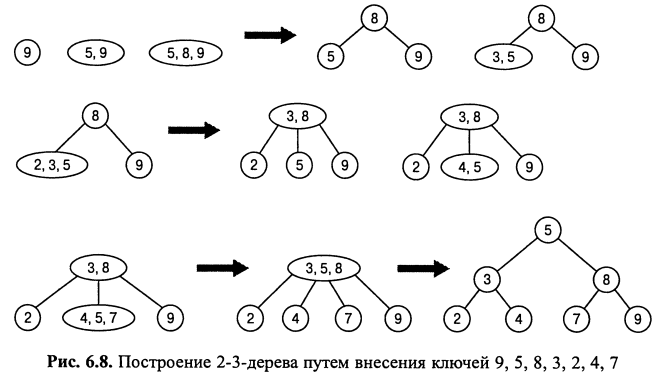 9 5, 9 5, 8, 9 8 8
5 9 3, 5 9
8 3, 8 3, 8
2, 3, 5 9 2 5 9 2 4, 5 9
5
3, 8 3, 5, 8 3 8
2 4, 5, 7 9 2 4 7 9 2 4 7 9
Рис. 6.8. Построение 2-3-дерева путем внесения ключей 9, 5, 8, 3, 2, 4, 7